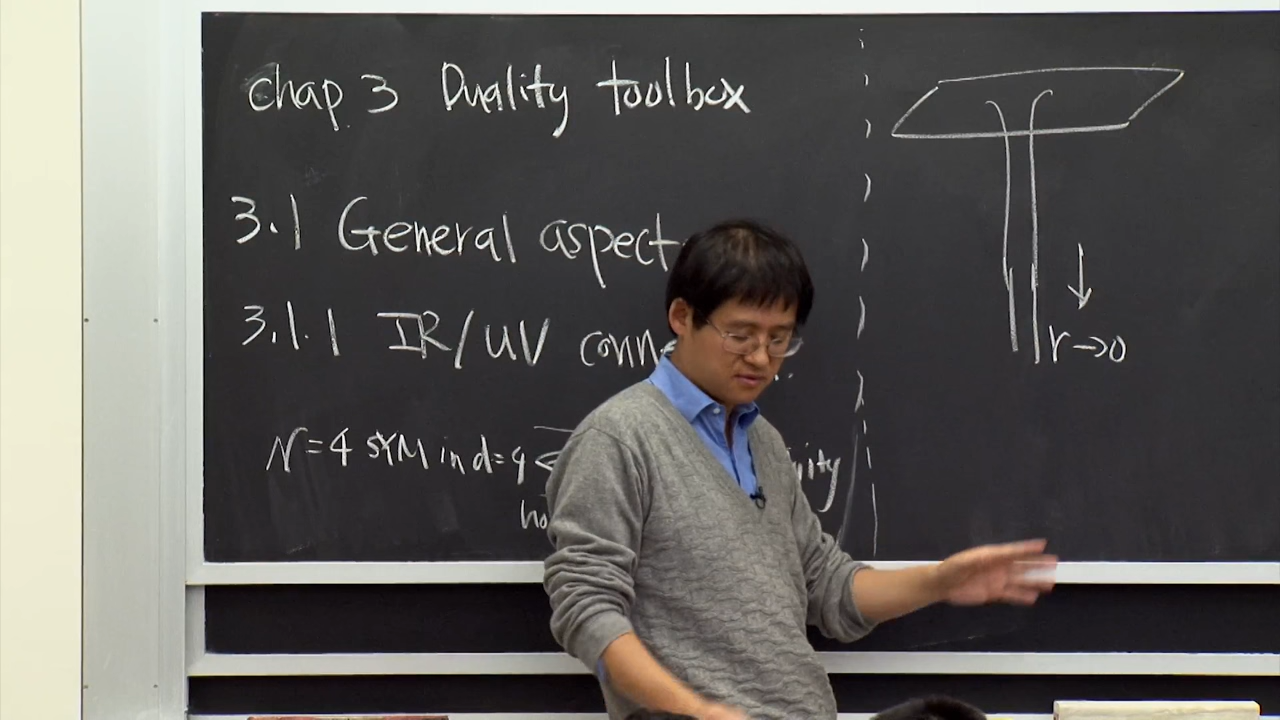 Chap 3 Duality toolbox
3.1 General aspect
3.1.1 IR/UV conn
N=4 SYM in d=4
ho
r→0